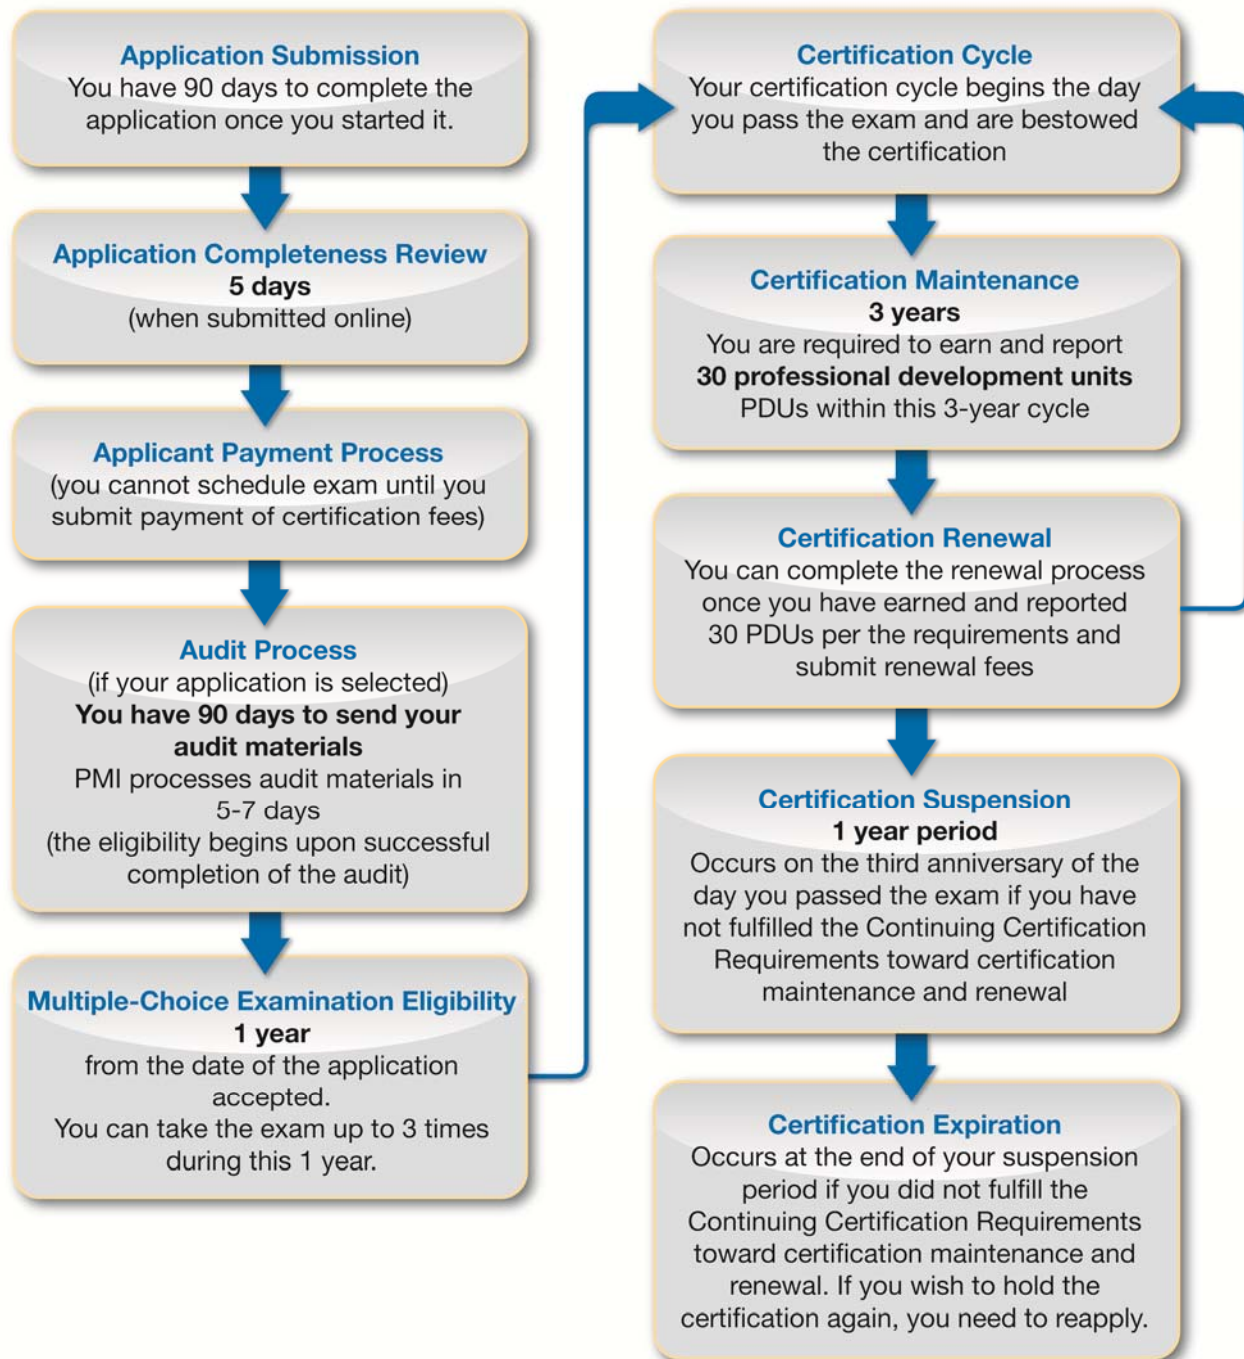 Application Submission
You have 90 days to complete the
application once you started it.
Application Completeness Review
5 days
(when submitted online)
Applicant Payment Process
(you cannot schedule exam until you
submit payment of certification fees)
Audit Process
(if your application is selected)
You have 90 days to send your
audit materials
PMI processes audit materials in
5-7 days
(the eligibility begins upon successful
completion of the audit)
Multiple-Choice Examination Eligibility
1 year
from the date of the application
accepted.
You can take the exam up to 3 times
during this 1 year.
Certification Cycle
Your certification cycle begins the day
you pass the exam and are bestowed
the certification
Certification Maintenance
3 years
You are required to earn and report
30 professional development units
PDUs within this 3-year cycle
Certification Renewal
You can complete the renewal process
once you have earned and reported
30 PDUs per the requirements and
submit renewal fees
Certification Suspension
1 year period
Occurs on the third anniversary of the
day you passed the exam if you have
not fulfilled the Continuing Certification
Requirements toward certification
maintenance and renewal
Certification Expiration
Occurs at the end of your suspension
period if you did not fulfill the
Continuing Certification Requirements
toward certification maintenance and
renewal. If you wish to hold the
certification again, you need to reapply.